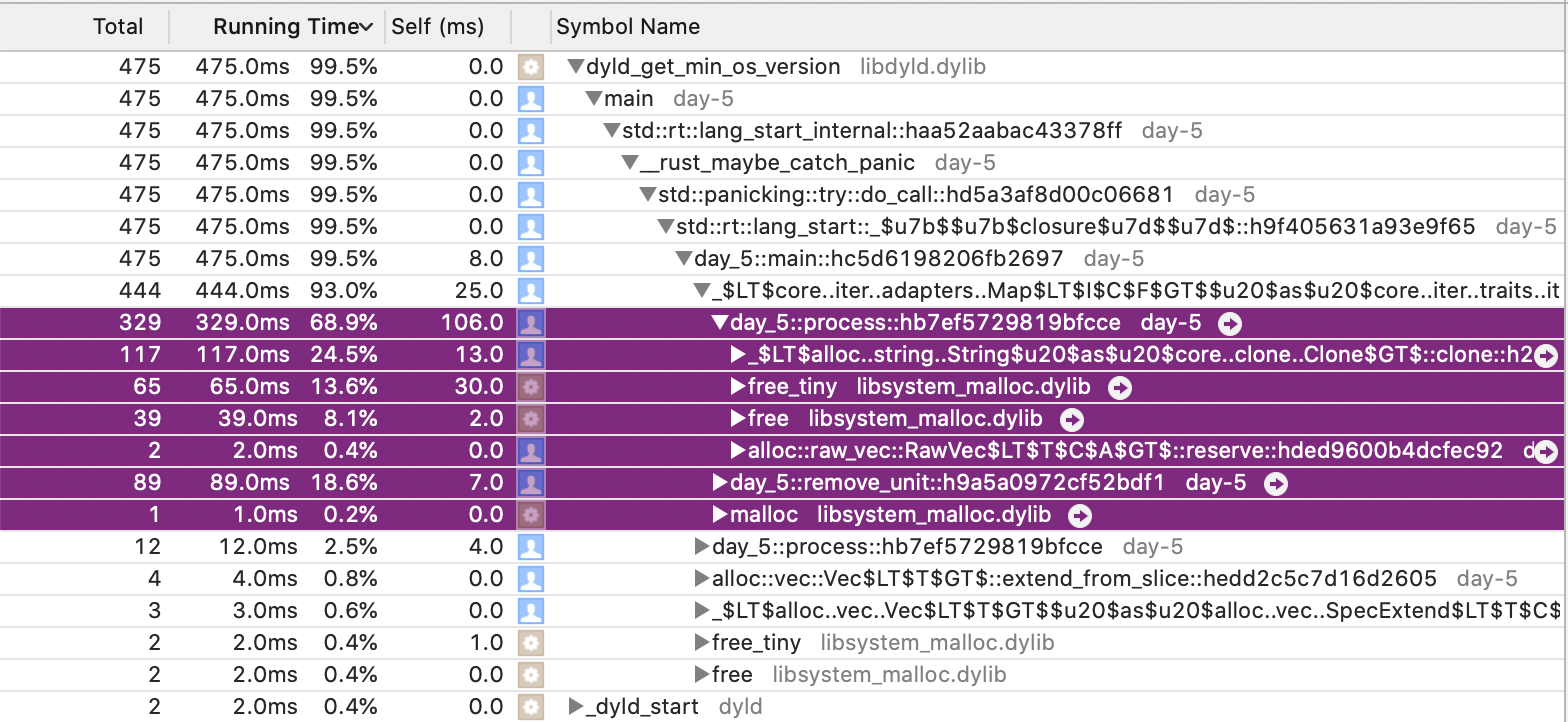 Total Running Time Self (ms) Symbol Name
475 475.0ms 99.5% 0.0 dyld_get_min_os_version libdyld.dylib
475 475.0ms 99.5% 0.0 main day-5
475 475.0ms 99.5% 0.0 std::rt::lang_start_internal::haa52aabac43378ff day-5
475 475.0ms 99.5% 0.0 __rust_maybe_catch_panic day-5
475 475.0ms 99.5% 0.0 std::panicking::try::do_call::hd5a3af8d00c06681 day-5
475 475.0ms 99.5% 0.0 std::rt::lang_start::_$u7b$$u7b$closure$u7d$$u7d$::h9f405631a93e9f65 day-5
475 475.0ms 99.5% 8.0 day_5::main::hc5d6198206fb2697 day-5
444 444.0ms 93.0% 25.0 _$LT$core..iter..adapters..Map$LT$I$C$F$GT$$u20$as$u20$core..iter..traits..it
329 329.0ms 68.9% 106.0 day_5::process::hb7ef5729819bfcce day-5
117 117.0ms 24.5% 13.0 _$LT$alloc..string..String$u20$as$u20$core..clone..Clone$GT$::clone::h2
65 65.0ms 13.6% 30.0 free_tiny libsystem_malloc.dylib
39 39.0ms 8.1% 2.0 free libsystem_malloc.dylib
2 2.0ms 0.4% 0.0 alloc::raw_vec::RawVec$LT$T$C$A$GT$::reserve::hded9600b4dcfec92 d
89 89.0ms 18.6% 7.0 day_5::remove_unit::h9a5a0972cf52bdf1 day-5
1 1.0ms 0.2% 0.0 malloc libsystem_malloc.dylib
12 12.0ms 2.5% 4.0 day_5::process::hb7ef5729819bfcce day-5
4 4.0ms 0.8% 0.0 alloc::vec::Vec$LT$T$GT$::extend_from_slice::hedd2c5c7d16d2605 day-5
3 3.0ms 0.6% 0.0 _$LT$alloc..vec..Vec$LT$T$GT$$u20$as$u20$alloc..vec..SpecExtend$LT$T$C$
2 2.0ms 0.4% 1.0 free_tiny libsystem_malloc.dylib
2 2.0ms 0.4% 0.0 free libsystem_malloc.dylib
2 2.0ms 0.4% 0.0 _dyld_start dyld